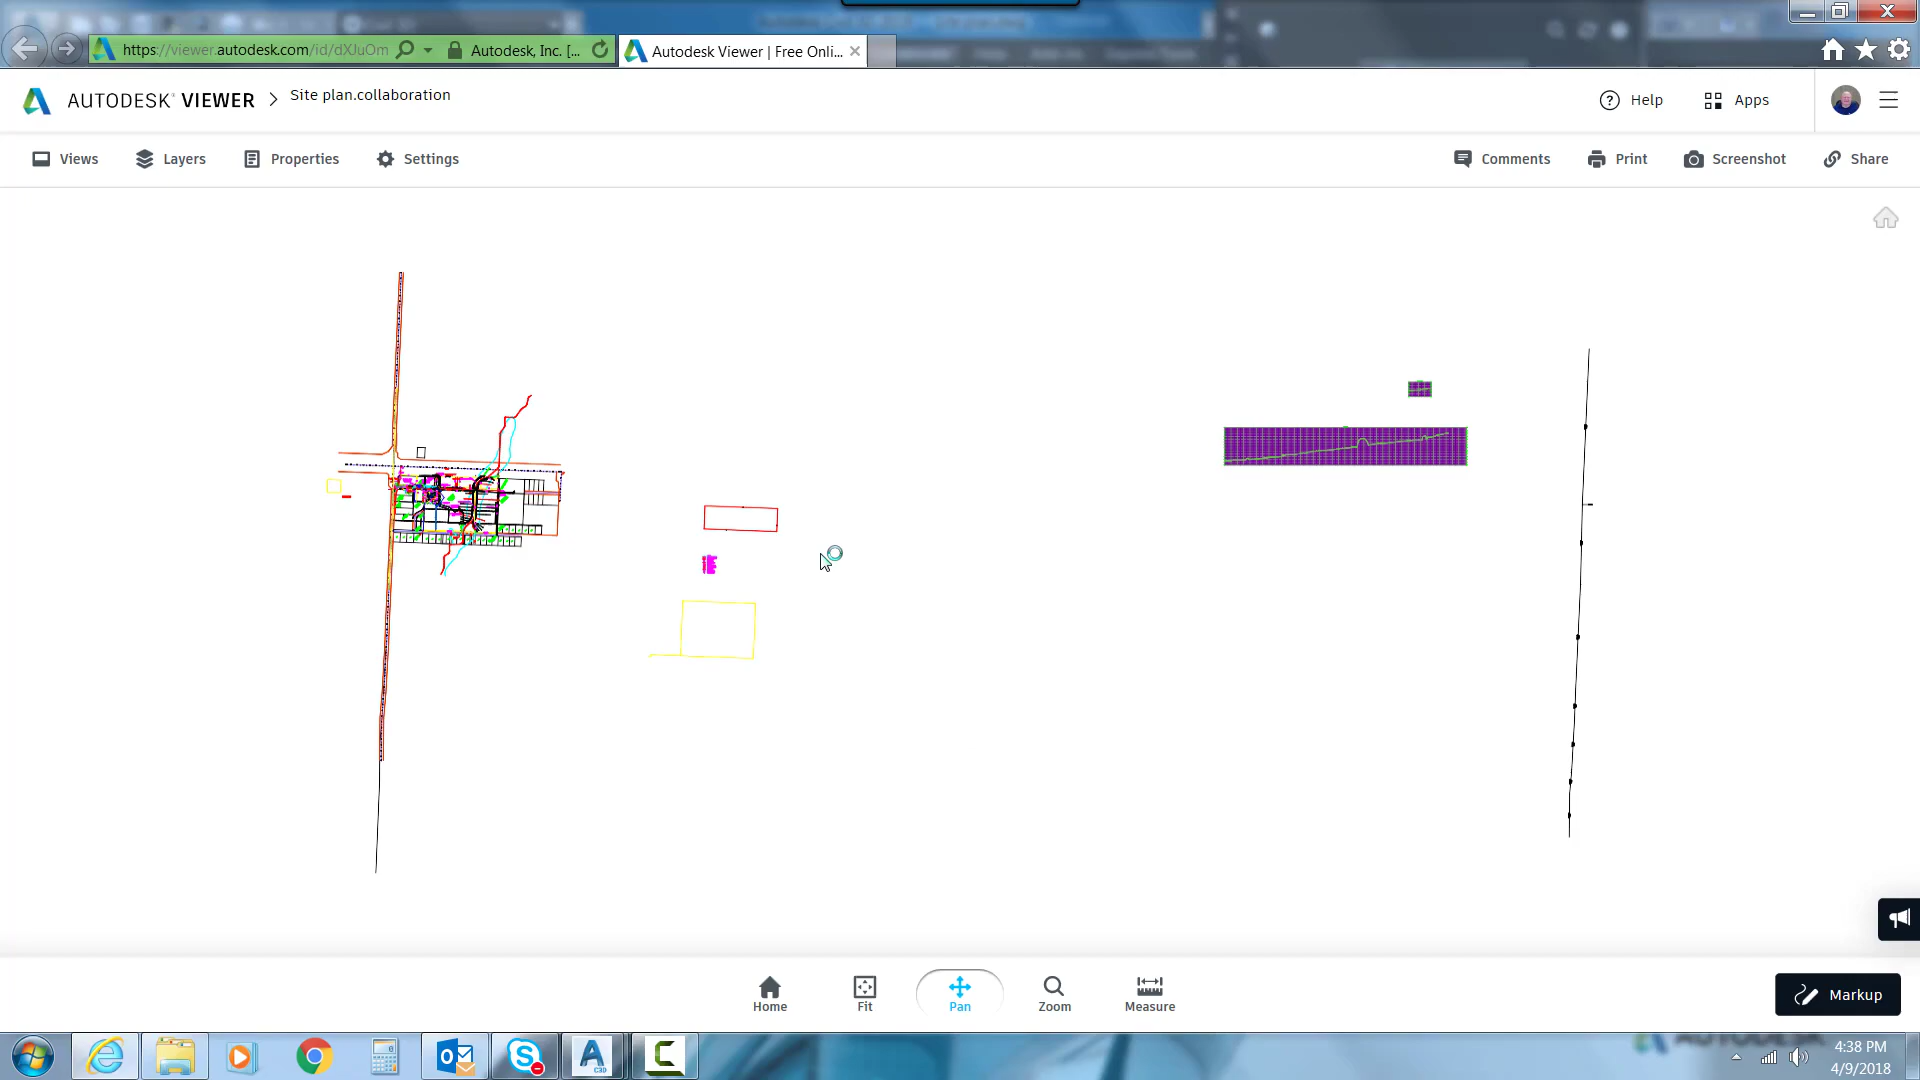 https://viewer.autodesk.com/id/dXJuOm
Autodesk, Inc. [...
Autodesk Viewer | Free Onli...
AUTODESK® VIEWER
Site plan.collaboration
Help
Apps
Views
Layers
Properties
Settings
Comments
Print
Screenshot
Share
Home
Fit
Pan
Zoom
Measure
Markup
AUTODESK
4:38 PM
4/9/2018
C3D